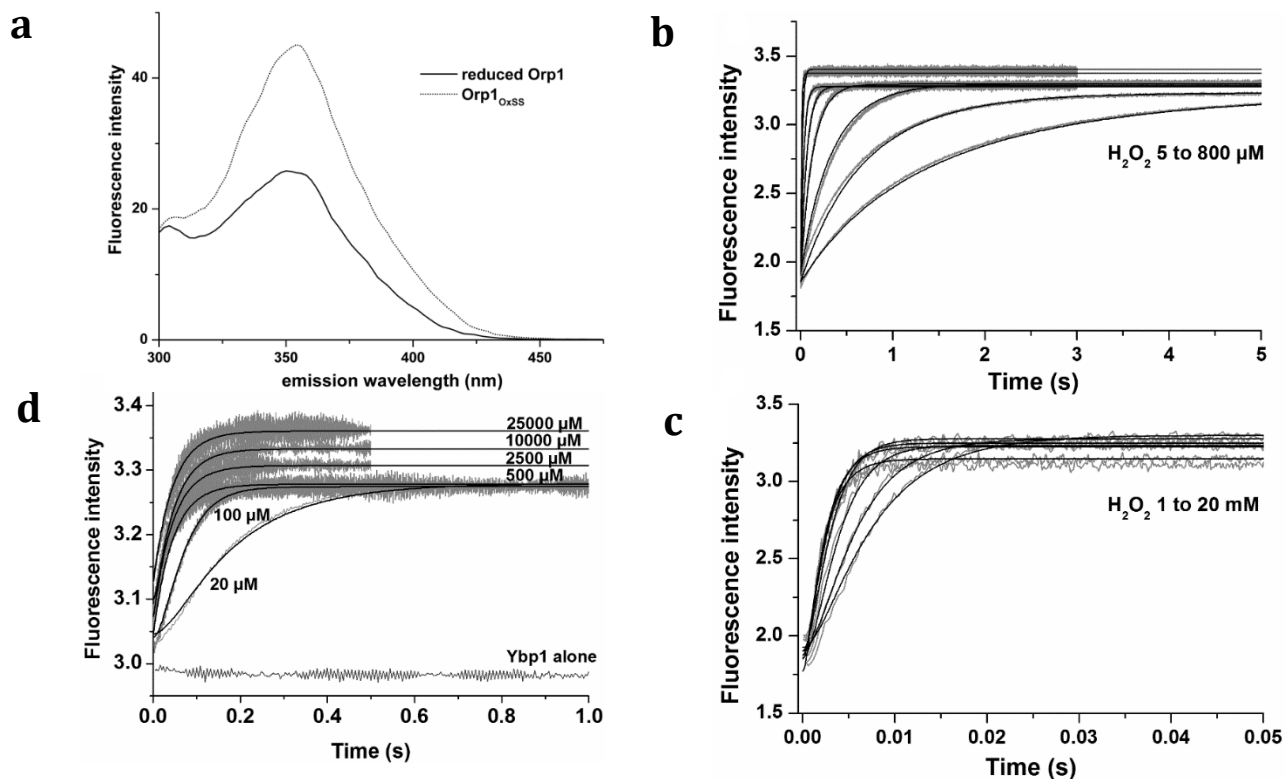 a
Fluorescence intensity
40
20
0
reduced Orp1
Orp1OxSS
300 350 400 450
emission wavelength (nm)
b
Fluorescence intensity
3.5
3.0
2.5
2.0
1.5
H2O2 5 to 800 µM
0 1 2 3 4 5
Time (s)
d
Fluorescence intensity
3.4
3.3
3.2
3.1
3.0
25000 µM
10000 µM
2500 µM
500 µM
100 µM
20 µM
Ybp1 alone
0.0 0.2 0.4 0.6 0.8 1.0
Time (s)
c
Fluorescence intensity
3.5
3.0
2.5
2.0
1.5
H2O2 1 to 20 mM
0.00 0.01 0.02 0.03 0.04 0.05
Time (s)